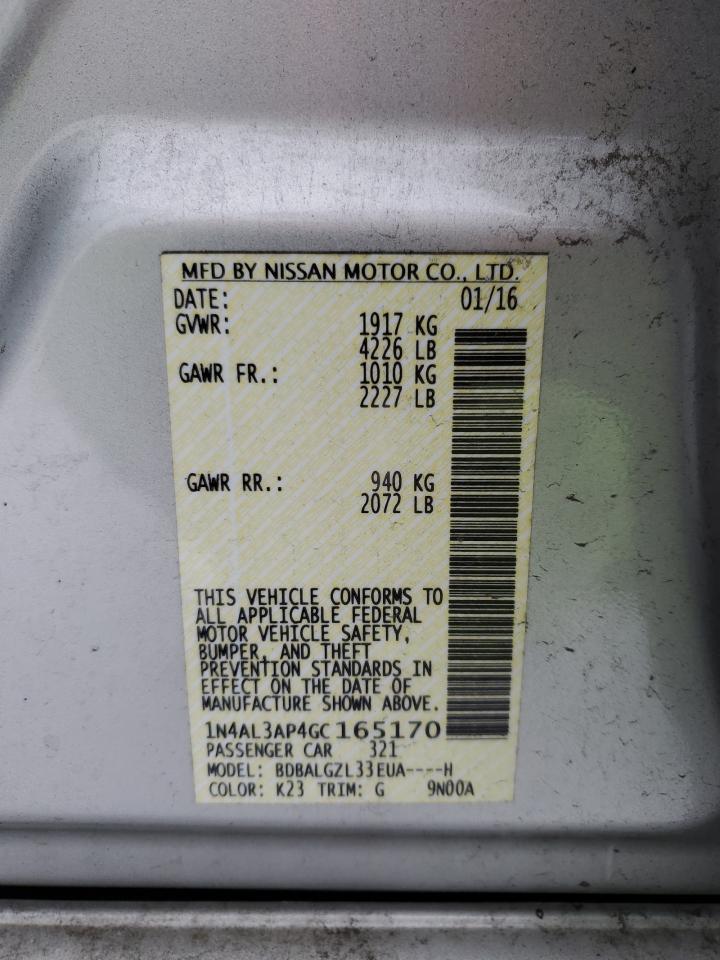 MFD BY NISSAN MOTOR CO., LTD.
DATE: 01/16
GVWR: 1917 KG
4226 LB
GAWR FR.: 1010 KG
2227 LB
GAWR RR.: 940 KG
2072 LB
THIS VEHICLE CONFORMS TO
ALL APPLICABLE FEDERAL
MOTOR VEHICLE SAFETY,
BUMPER, AND THEFT
PREVENTION STANDARDS IN
EFFECT ON THE DATE OF
MANUFACTURE SHOWN ABOVE.
1N4AL3AP4GC165170
PASSENGER CAR 321
MODEL: BDBALGZL33EUA----H
COLOR: K23 TRIM: G 9N00A